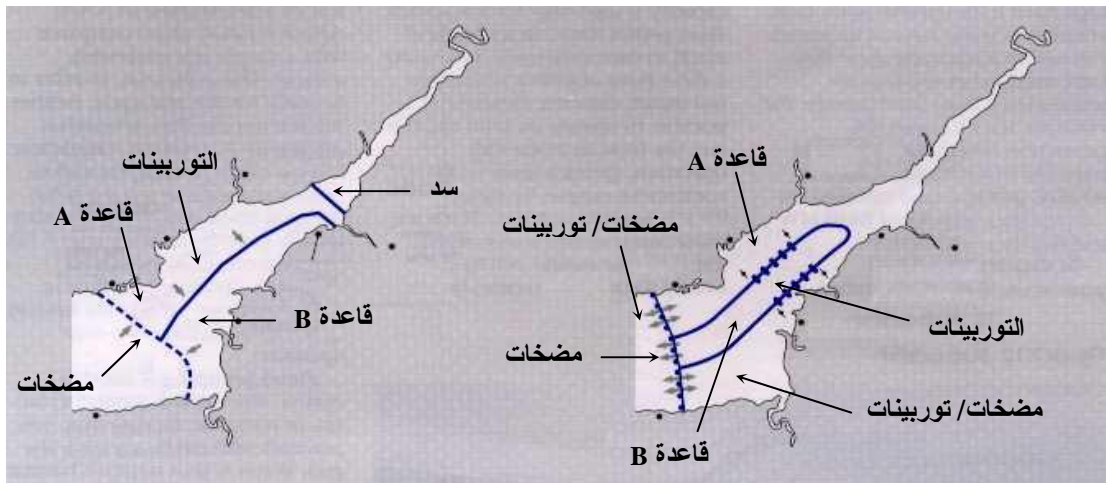 التوربينات
سد
قاعدة A
قاعدة B
مضخات
قاعدة A
مضخات/ توربينات
التوربينات
مضخات
مضخات/ توربينات
قاعدة B